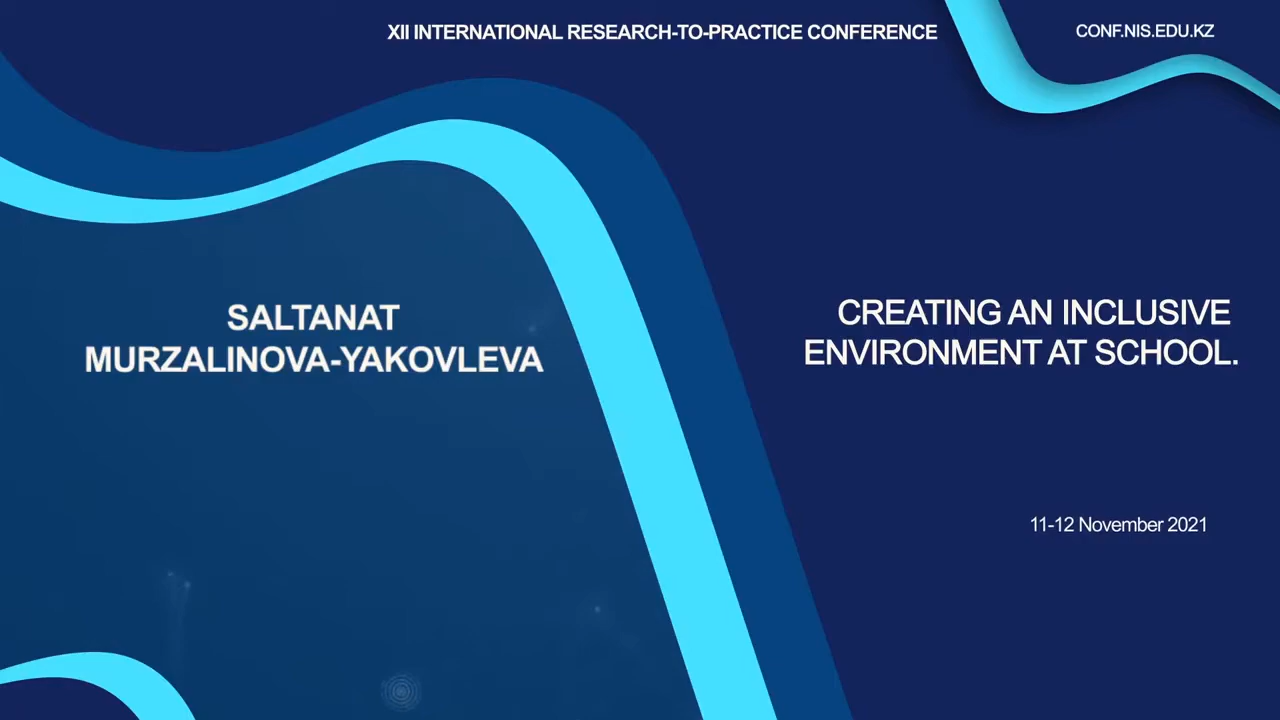 XII INTERNATIONAL RESEARCH-TO-PRACTICE CONFERENCE
CONF.NIS.EDU.KZ
SALTANAT
MURZALINOVA-YAKOVLEVA
CREATING AN INCLUSIVE
ENVIRONMENT AT SCHOOL.
11-12 November 2021